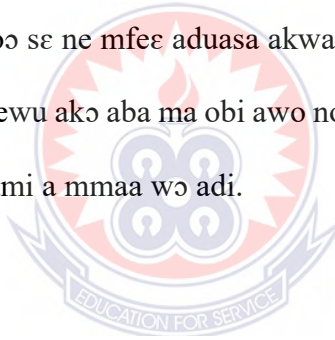 ɔɔ sɛ ne mfeɛ aduasa akwa
ewu akɔ aba ma obi awo no
mi a mmaa wɔ adi.
EDUCATION FOR SERVICE